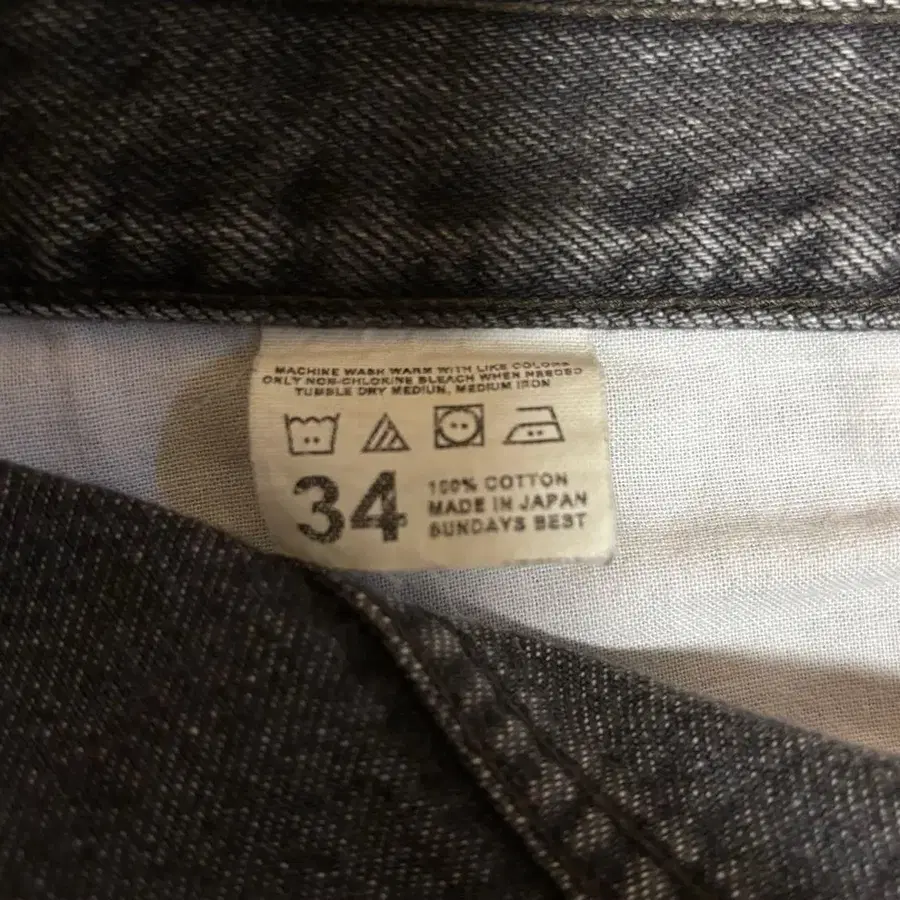 MACHINE WASH WARM WITH LIKE COLORS
ONLY NON-CHLORINE BLEACH WHEN NEEDED
TUMBLE DRY MEDIUM, MEDIUM IRON
34
100% COTTON
MADE IN JAPAN
SUNDAYS BEST